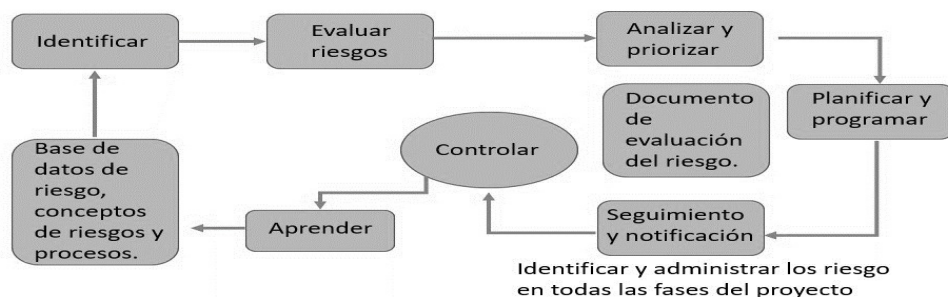 Identificar
Evaluar
riesgos
Analizar y
priorizar
Planificar y
programar
Documento
de
evaluación
del riesgo.
Controlar
Seguimiento
y notificación
Aprender
Base de
datos de
riesgo,
conceptos
de riesgos y
procesos.
Identificar y administrar los riesgo
en todas las fases del proyecto